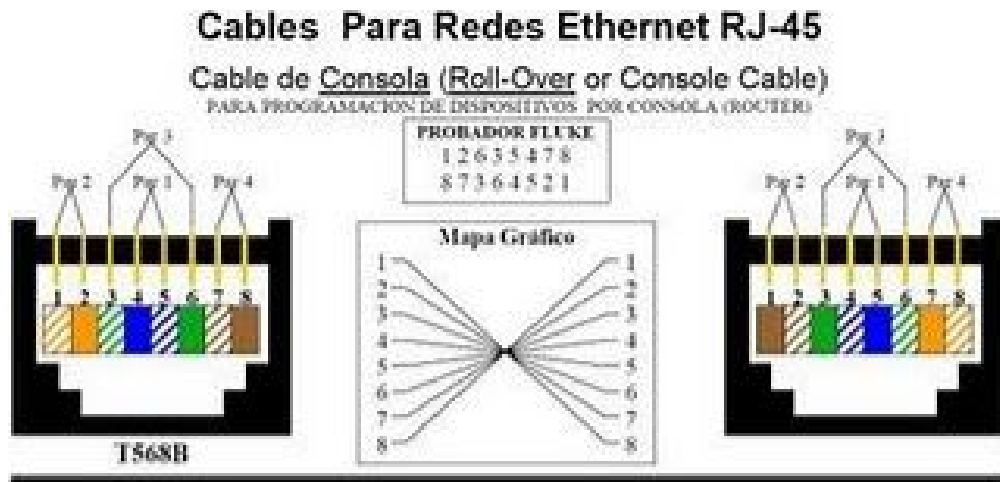 Cables Para Redes Ethernet RJ-45
Cable de Consola (Roll-Over or Console Cable)
PARA PROGRAMACION DE DISPOSITIVOS POR CONSOLA (ROUTER)
PROBADOR FLUKE
1 2 6 3 5 4 7 8
8 7 3 6 4 5 2 1
Par 3
Par 2 Par 1 Par 4
1 2 3 4 5 6 7 8
T568B
Mapa Gráfico
1 1
2 2
3 3
4 4
5 5
6 6
7 7
8 8
Par 3
Par 2 Par 1 Par 4
1 2 3 4 5 6 7 8